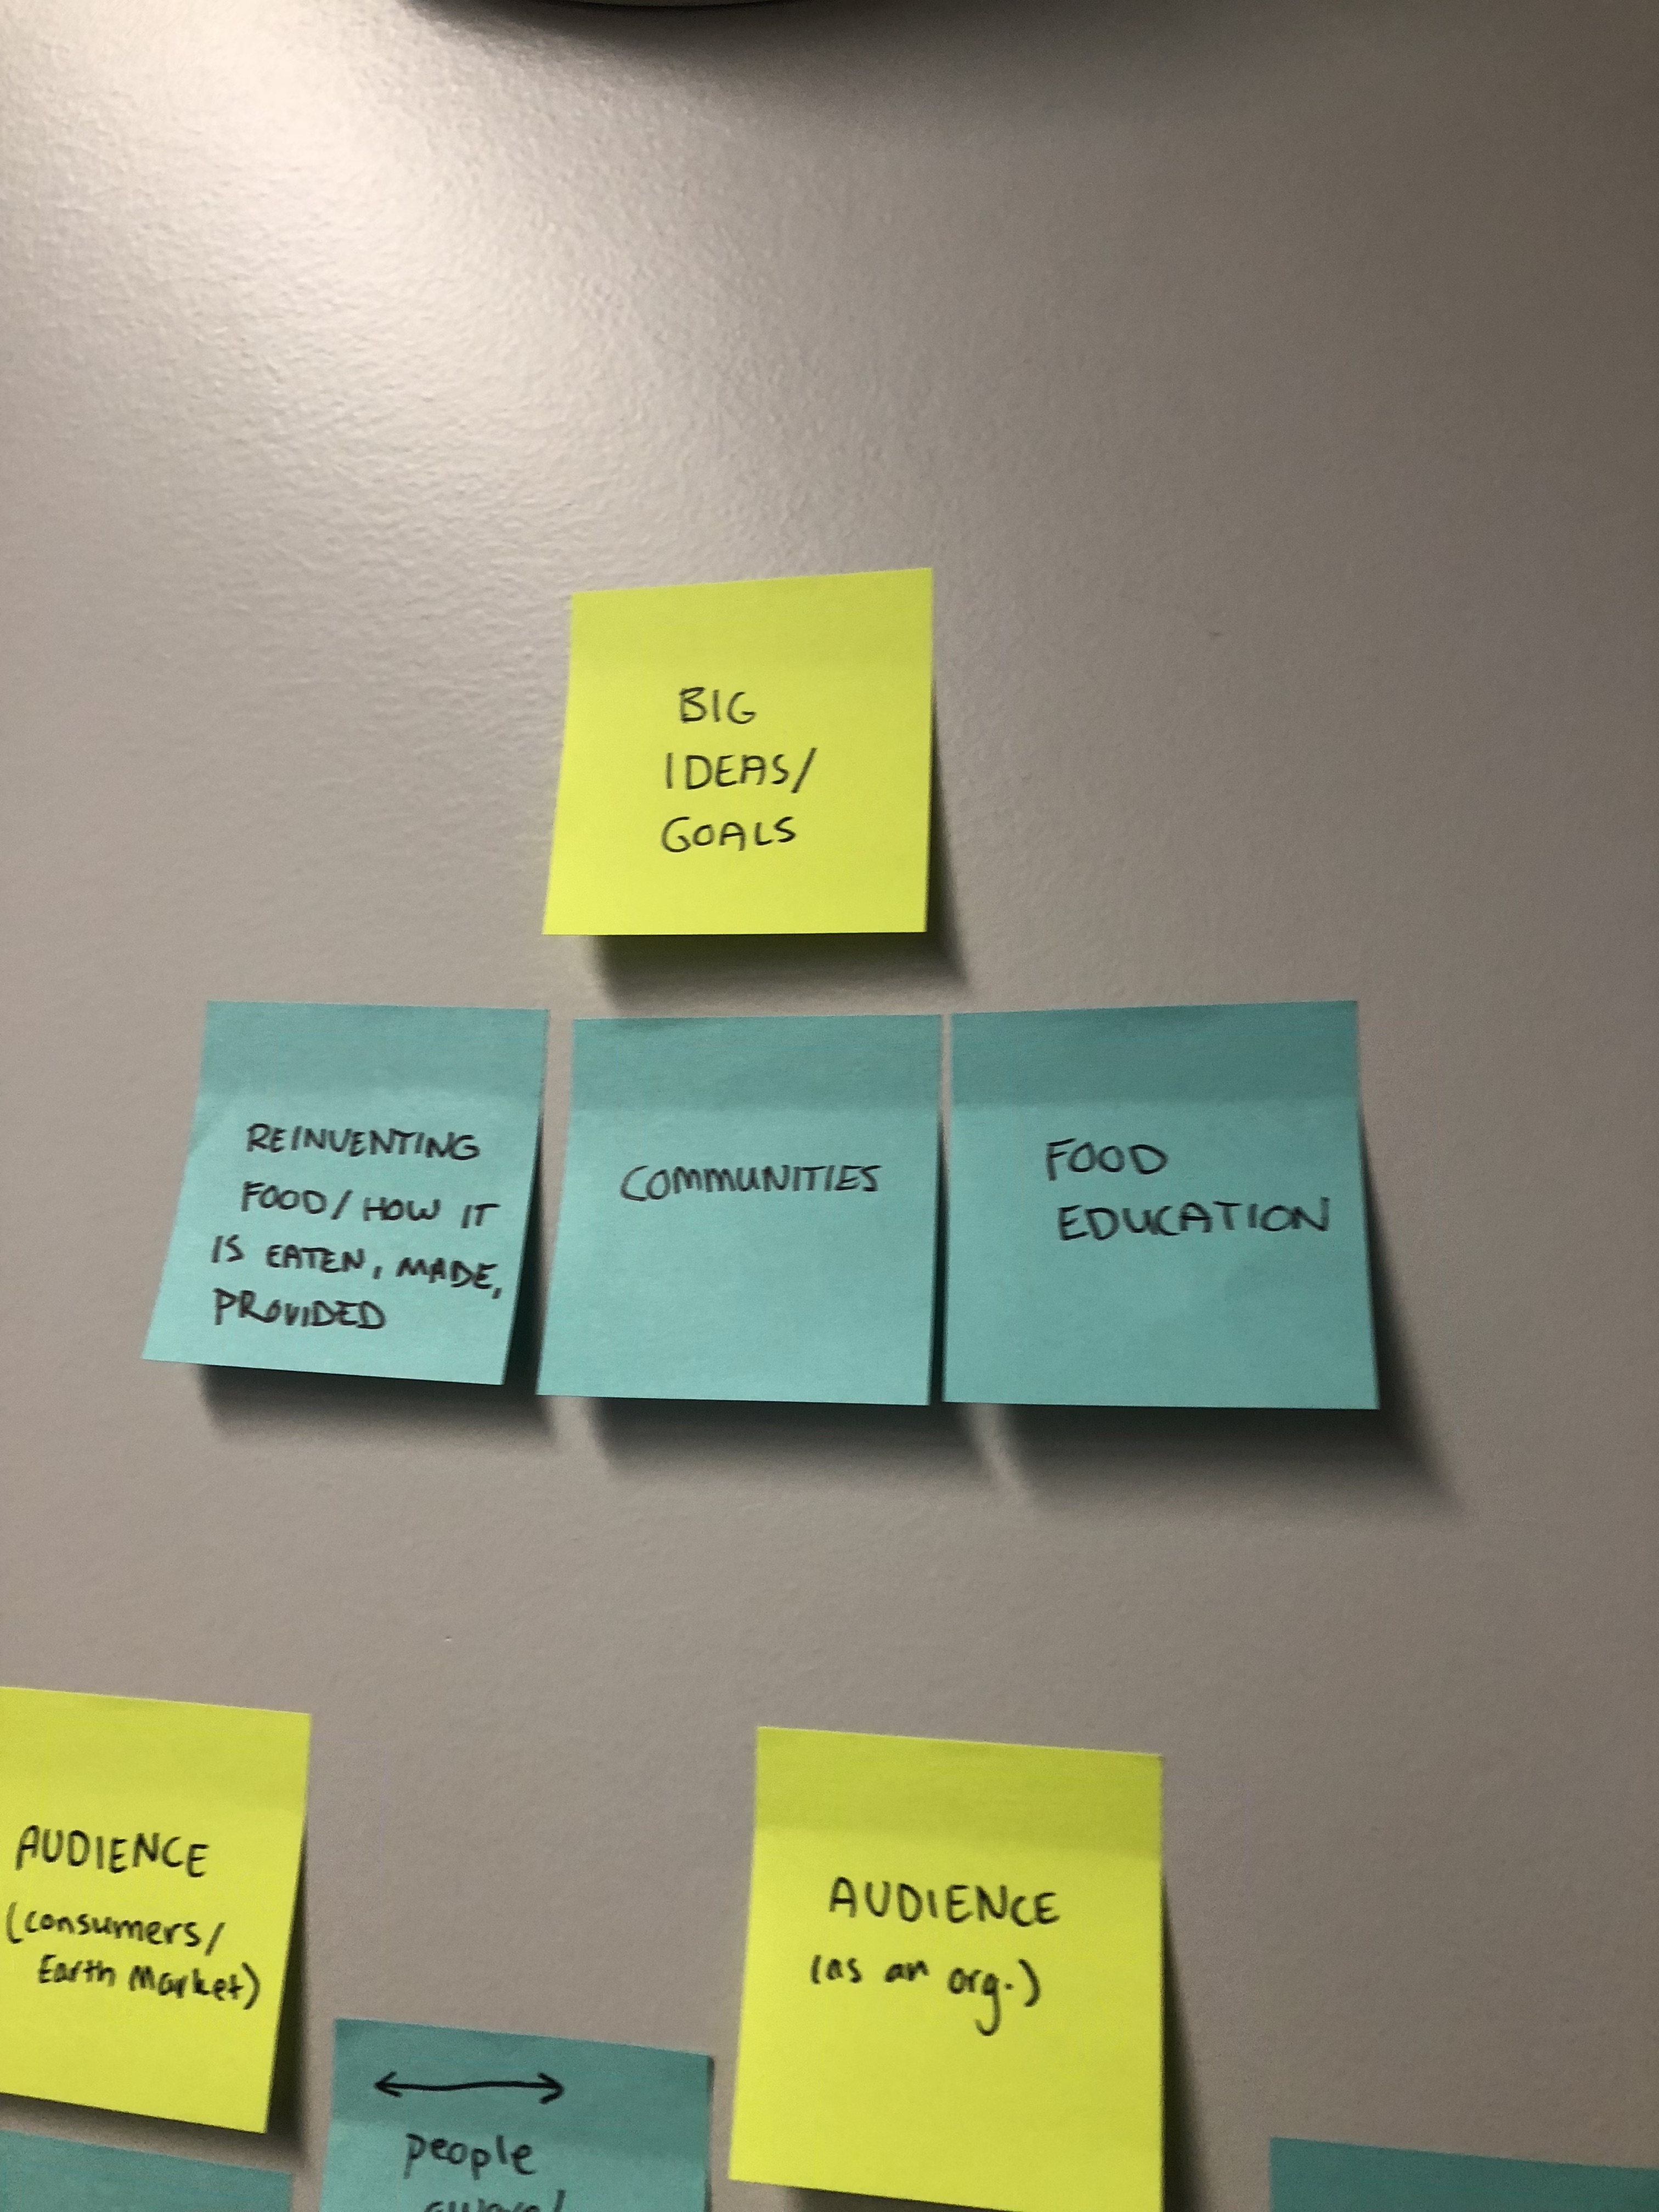 BIG
IDEAS/
GOALS
REINVENTING
FOOD/HOW IT
IS EATEN, MADE,
PROVIDED
COMMUNITIES
FOOD
EDUCATION
AUDIENCE
(consumers/
Earth Market)
AUDIENCE
(as an org.)
people